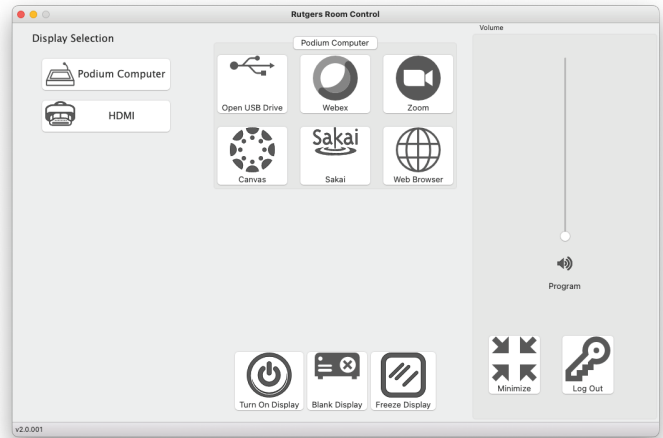 Rutgers Room Control
Display Selection
Podium Computer
HDMI
Podium Computer
Open USB Drive
Webex
Zoom
Canvas
Sakai
Sakai
Web Browser
Turn On Display
Blank Display
Freeze Display
Volume
Program
Minimize
Log Out
v2.0.001